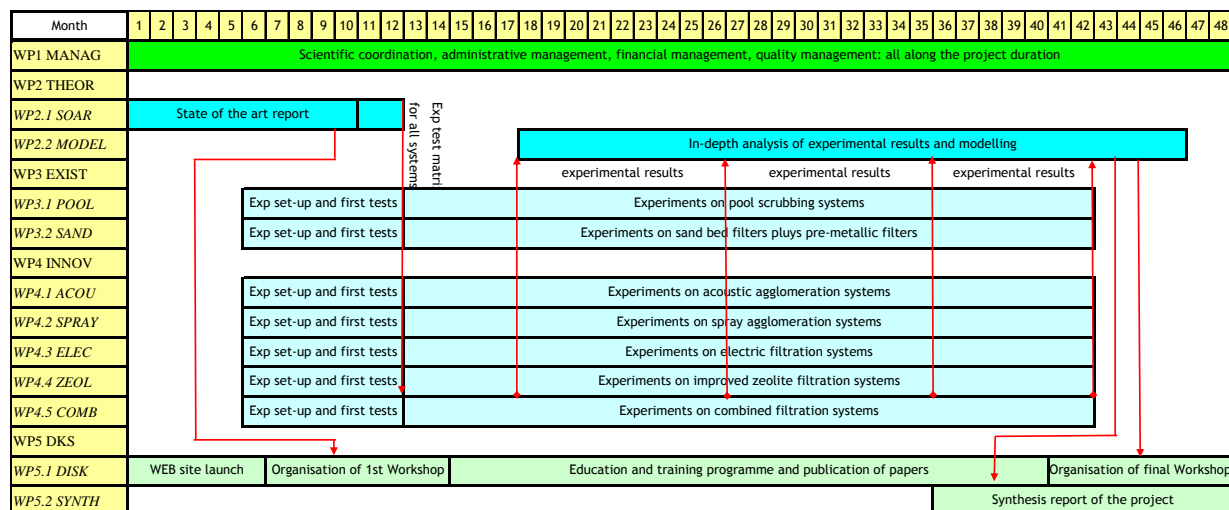 Month 1 2 3 4 5 6 7 8 9 10 11 12 13 14 15 16 17 18 19 20 21 22 23 24 25 26 27 28 29 30 31 32 33 34 35 36 37 38 39 40 41 42 43 44 45 46 47 48
WP1 MANAG Scientific coordination, administrative management, financial management, quality management: all along the project duration
WP2 THEOR
WP2.1 SOAR State of the art report
Exp test matrix
for all systems
WP2.2 MODEL In-depth analysis of experimental results and modelling
WP3 EXIST experimental results experimental results experimental results
WP3.1 POOL Exp set-up and first tests Experiments on pool scrubbing systems
WP3.2 SAND Exp set-up and first tests Experiments on sand bed filters pluys pre-metallic filters
WP4 INNOV
WP4.1 ACOU Exp set-up and first tests Experiments on acoustic agglomeration systems
WP4.2 SPRAY Exp set-up and first tests Experiments on spray agglomeration systems
WP4.3 ELEC Exp set-up and first tests Experiments on electric filtration systems
WP4.4 ZEOL Exp set-up and first tests Experiments on improved zeolite filtration systems
WP4.5 COMB Exp set-up and first tests Experiments on combined filtration systems
WP5 DKS
WP5.1 DISK WEB site launch Organisation of 1st Workshop Education and training programme and publication of papers Organisation of final Workshop
WP5.2 SYNTH Synthesis report of the project